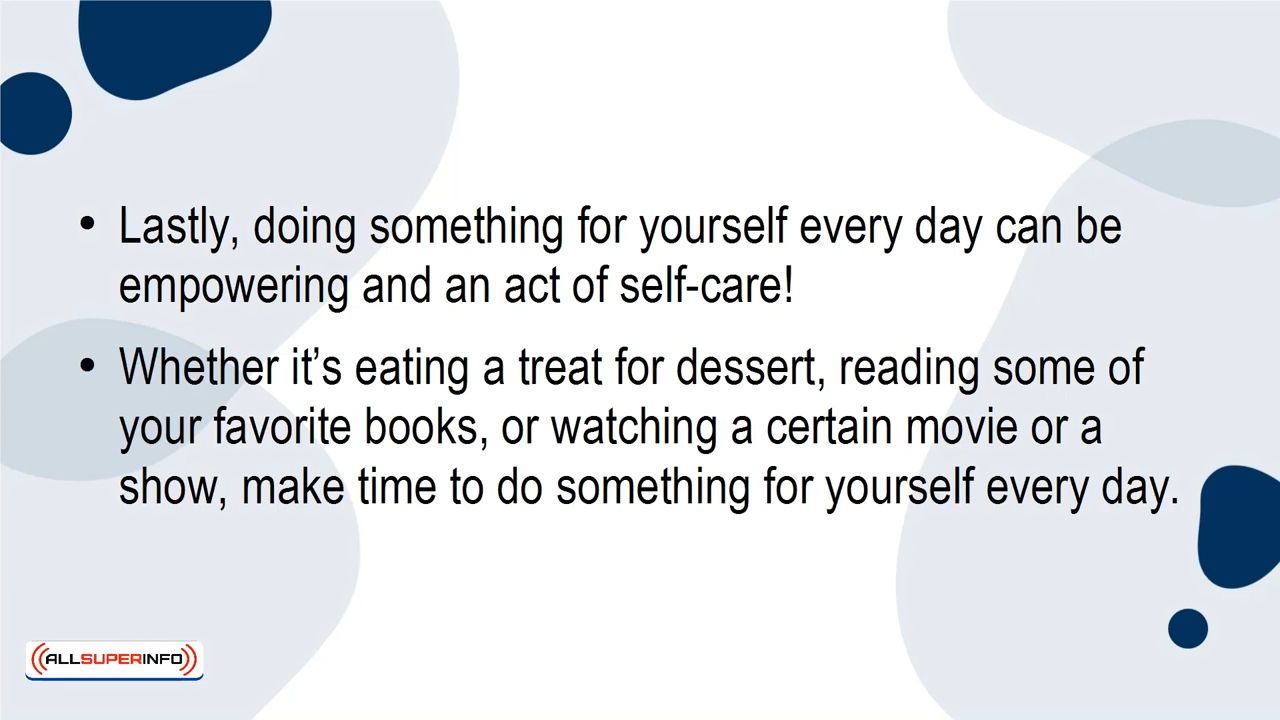 • Lastly, doing something for yourself every day can be
empowering and an act of self-care!
• Whether it’s eating a treat for dessert, reading some of
your favorite books, or watching a certain movie or a
show, make time to do something for yourself every day.
ALLSUPERINFO